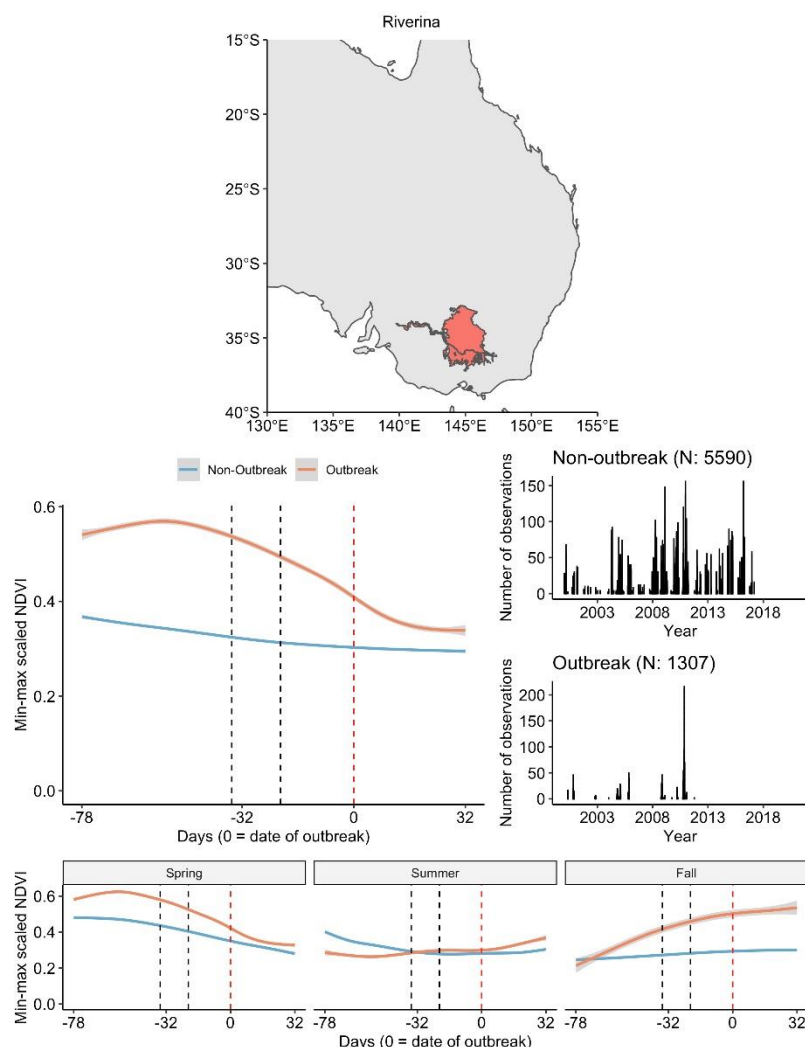 Riverina
15°S
20°S
25°S
30°S
35°S
40°S
130°E 135°E 140°E 145°E 150°E 155°E
Non-Outbreak Outbreak
Min-max scaled NDVI
0.6
0.4
0.2
0.0
-78 -32 0 32
Days (0 = date of outbreak)
Non-outbreak (N: 5590)
Number of observations
150
100
50
0
2003 2008 2013 2018
Year
Outbreak (N: 1307)
Number of observations
200
150
100
50
0
2003 2008 2013 2018
Year
Spring Summer Fall
Min-max scaled NDVI
0.6
0.4
0.2
0.0
-78 -32 0 32 -78 -32 0 32 -78 -32 0 32
Days (0 = date of outbreak)